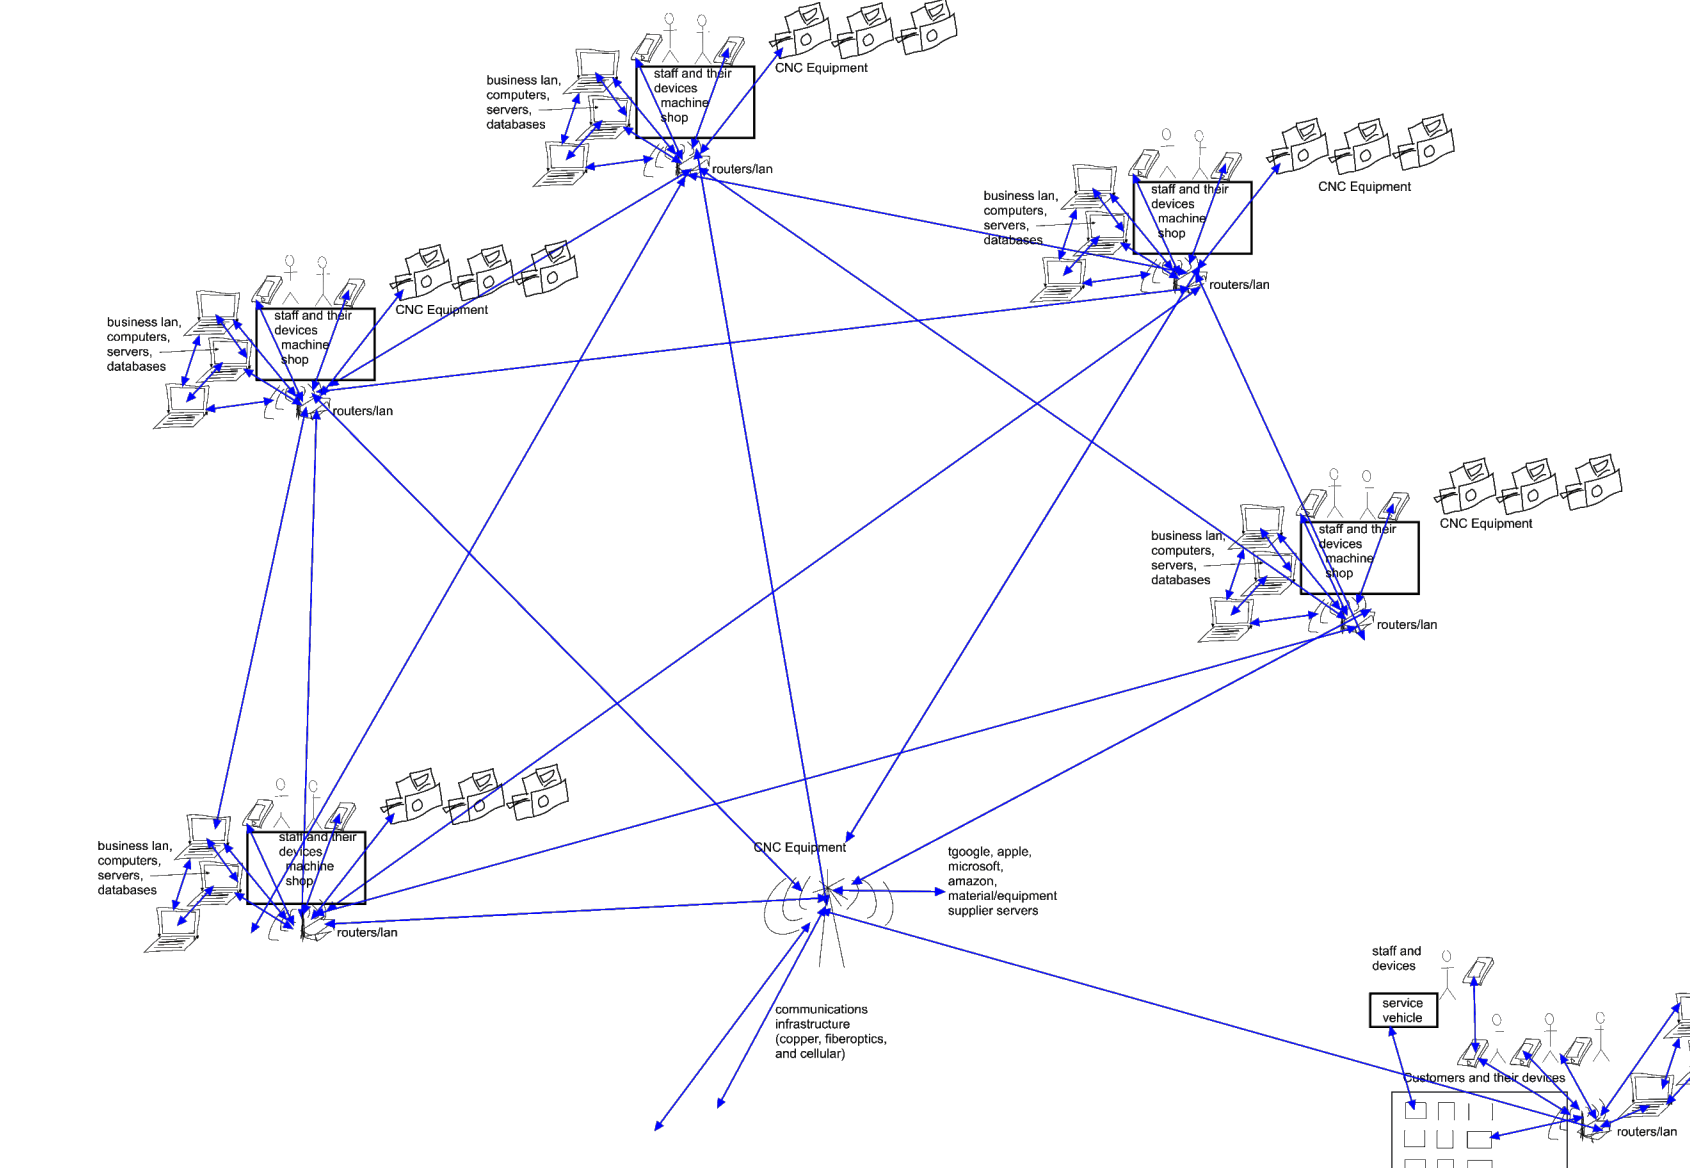 business lan,
computers,
servers,
databases
staff and their
devices
machine
shop
CNC Equipment
routers/lan
business lan,
computers,
servers,
databases
staff and their
devices
machine
shop
CNC Equipment
routers/lan
business lan,
computers,
servers,
databases
staff and their
devices
machine
shop
CNC Equipment
routers/lan
business lan,
computers,
servers,
databases
staff and their
devices
machine
shop
CNC Equipment
routers/lan
business lan,
computers,
servers,
databases
staff and their
devices
machine
shop
routers/lan
CNC Equipment
tgoogle, apple,
microsoft,
amazon,
material/equipment
supplier servers
communications
infrastructure
(copper, fiberoptics,
and cellular)
staff and
devices
service
vehicle
Customers and their devices
routers/lan